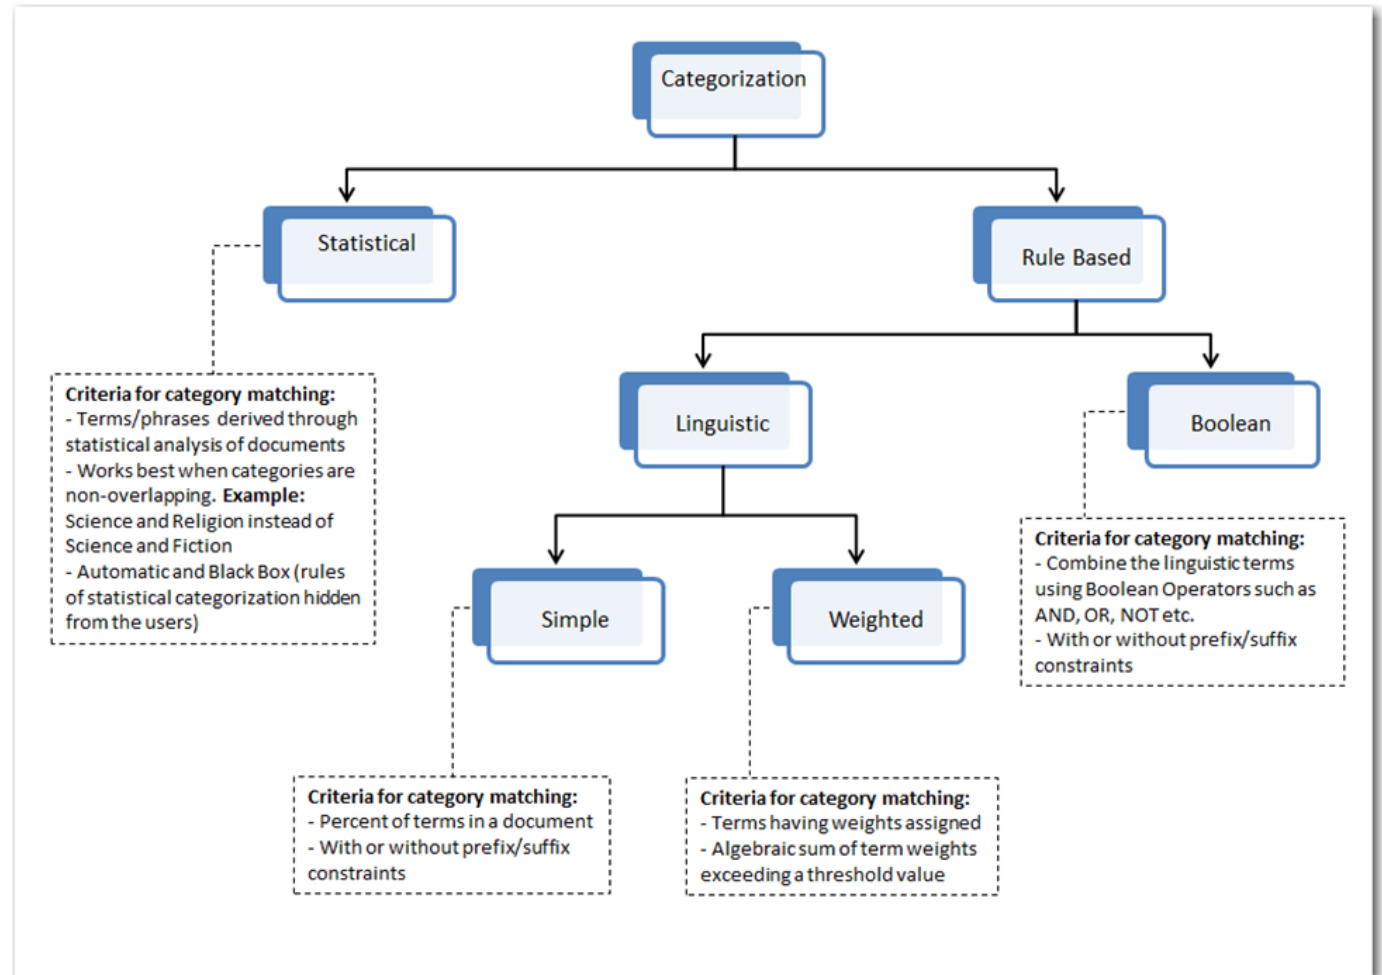 Categorization
Statistical
Rule Based
Criteria for category matching:
- Terms/phrases derived through
statistical analysis of documents
- Works best when categories are
non-overlapping. Example:
Science and Religion instead of
Science and Fiction
- Automatic and Black Box (rules
of statistical categorization hidden
from the users)
Linguistic
Boolean
Criteria for category matching:
- Combine the linguistic terms
using Boolean Operators such as
AND, OR, NOT etc.
- With or without prefix/suffix
constraints
Simple
Weighted
Criteria for category matching:
- Percent of terms in a document
- With or without prefix/suffix
constraints
Criteria for category matching:
- Terms having weights assigned
- Algebraic sum of term weights
exceeding a threshold value